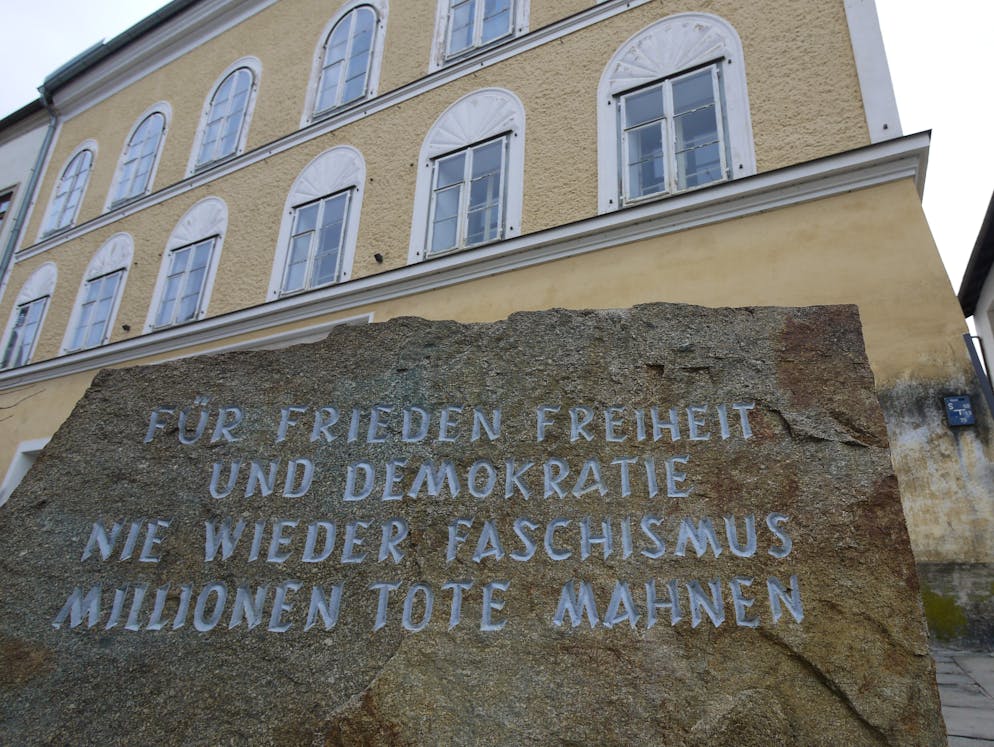 FÜR FRIEDEN FREIHEIT
UND DEMOKRATIE
NIE WIEDER FASCHISMUS
MILLIONEN TOTE MAHNEN